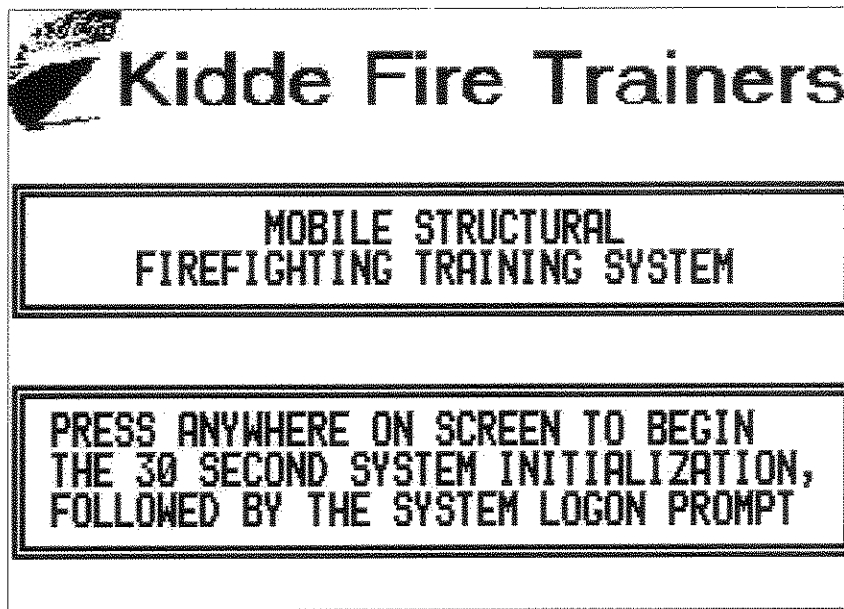 Kidde Fire Trainers
MOBILE STRUCTURAL
FIREFIGHTING TRAINING SYSTEM
PRESS ANYWHERE ON SCREEN TO BEGIN
THE 30 SECOND SYSTEM INITIALIZATION,
FOLLOWED BY THE SYSTEM LOGON PROMPT